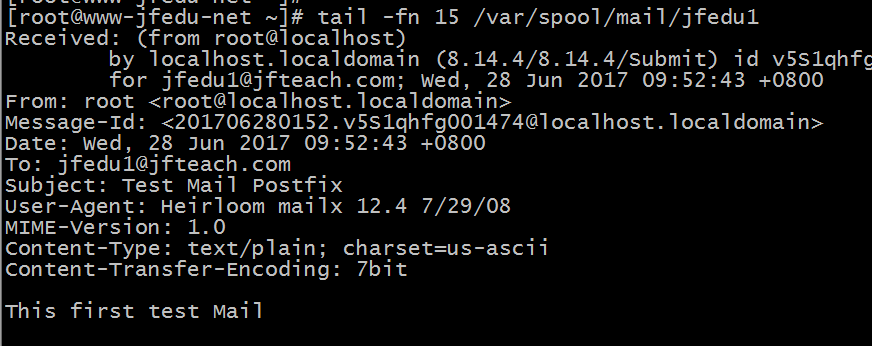 [root@www-jfedu-net ~]# tail -fn 15 /var/spool/mail/jfedu1
Received: (from root@localhost)
by localhost.localdomain (8.14.4/8.14.4/Submit) id v5S1qhfg
for jfedu1@jfteach.com; Wed, 28 Jun 2017 09:52:43 +0800
From: root <root@localhost.localdomain>
Message-Id: <201706280152.v5S1qhfg001474@localhost.localdomain>
Date: Wed, 28 Jun 2017 09:52:43 +0800
To: jfedu1@jfteach.com
Subject: Test Mail Postfix
User-Agent: Heirloom mailx 12.4 7/29/08
MIME-Version: 1.0
Content-Type: text/plain; charset=us-ascii
Content-Transfer-Encoding: 7bit
This first test Mail